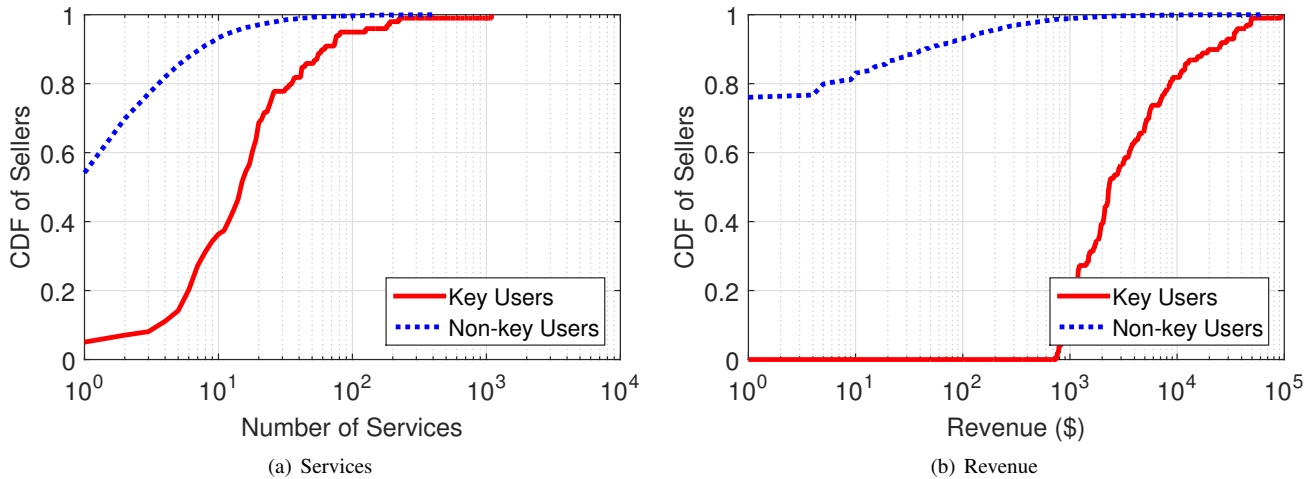 1
0.8
0.6
0.4
0.2
0
CDF of Sellers
Key Users
Non-key Users
10^0
10^1
10^2
10^3
10^4
Number of Services
(a) Services
1
0.8
0.6
0.4
0.2
0
CDF of Sellers
Key Users
Non-key Users
10^0
10^1
10^2
10^3
10^4
10^5
Revenue ($)
(b) Revenue